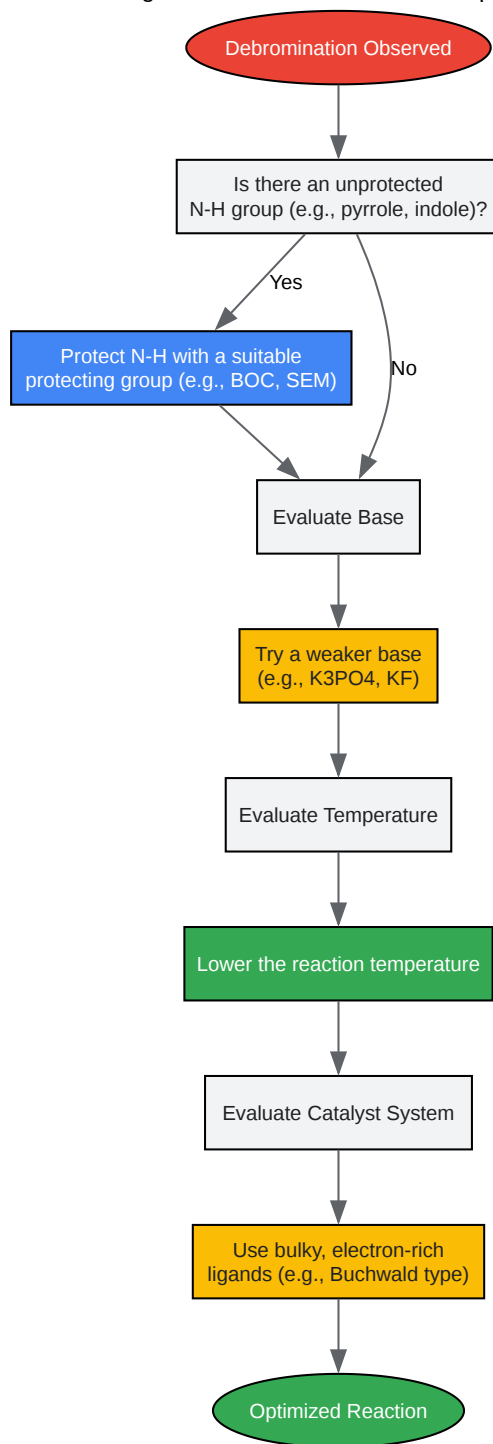 Debromination Observed
Is there an unprotected
N-H group (e.g., pyrrole, indole)?
Yes
Protect N-H with a suitable
protecting group (e.g., BOC, SEM)
No
Evaluate Base
Try a weaker base
(e.g., K3PO4, KF)
Evaluate Temperature
Lower the reaction temperature
Evaluate Catalyst System
Use bulky, electron-rich
ligands (e.g., Buchwald type)
Optimized Reaction